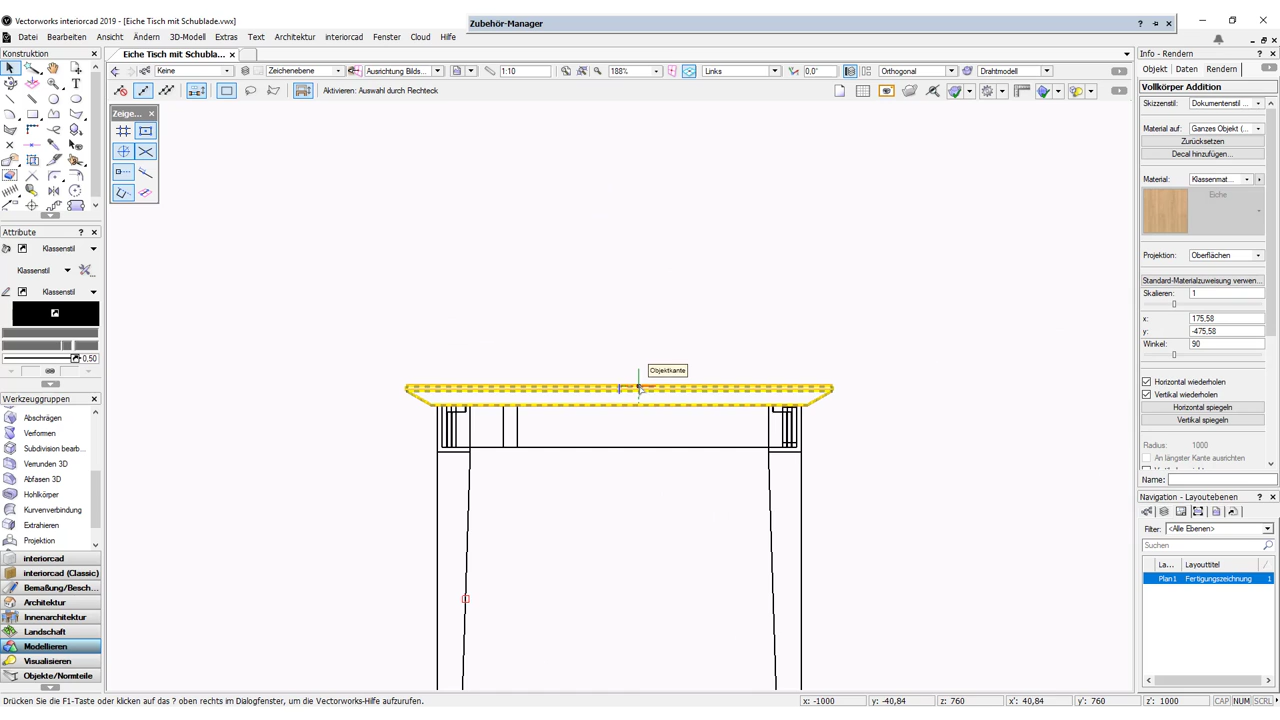 Vectorworks interiorcad 2019 - [Eiche Tisch mit Schublade.vwx]
Zubehör-Manager
Datei Bearbeiten Ansicht Ändern 3D-Modell Extras Text Architektur interiorcad Fenster Cloud Hilfe
Konstruktion
Eiche Tisch mit Schubla...
Info - Rendern
Keine
Zeichenebene
Ausrichtung Bilds...
1:10
188%
Links
0,0°
Orthogonal
Drahtmodell
Objekt Daten Rendern
Aktivieren: Auswahl durch Rechteck
Vollkörper Addition
Skizzenstil: Dokumentenstil ...
Zeige...
Material auf: Ganzes Objekt (...
Zurücksetzen
Decal hinzufügen...
Material: Klassenmat...
Eiche
Attribute
Klassenstil
Klassenstil
Klassenstil
0,50
Projektion: Oberflächen
Standard-Materialzuweisung verwen...
Skalieren: 1
x: 175,58
y: -475,58
Winkel: 90
Objektkante
Horizontal wiederholen
Vertikal wiederholen
Horizontal spiegeln
Vertikal spiegeln
Radius: 1000
An längster Kante ausrichten
Name:
Werkzeuggruppen
Abschrägen
Verformen
Subdivision bearb...
Verrunden 3D
Abfasen 3D
Hohlkörper
Kurvenverbindung
Extrahieren
Projektion
interiorcad
interiorcad (Classic)
Bemaßung/Besch...
Architektur
Innenarchitektur
Landschaft
Modellieren
Visualisieren
Objekte/Normteile
Navigation - Layoutebenen
Filter: <Alle Ebenen>
Suchen
La... Layouttitel
Plan1 Fertigungszeichnung 1
Drücken Sie die F1-Taste oder klicken auf das ? oben rechts im Dialogfenster, um die Vectorworks-Hilfe aufzurufen.
x: -1000 y: -40,84 z: 760 x': 40,84 y': 760 z': 1000 CAP NUM SCRL